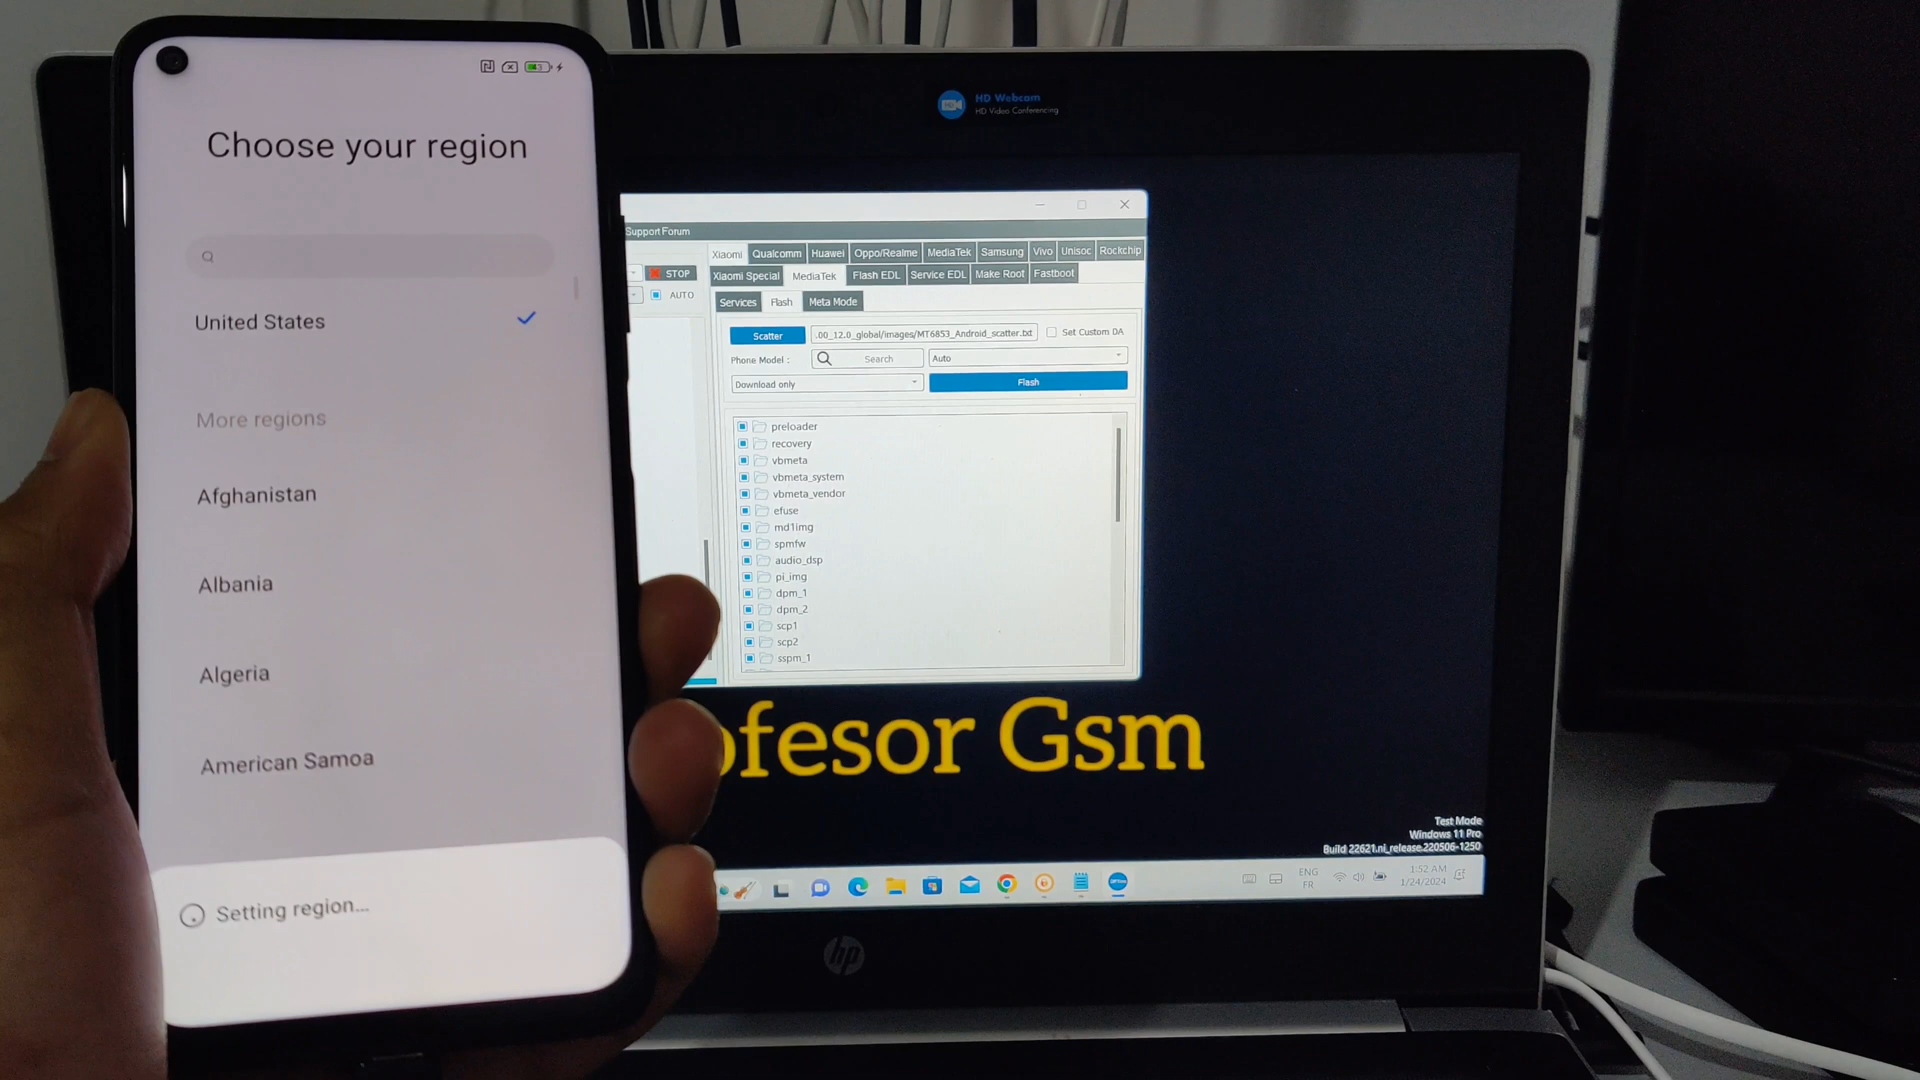 Choose your region
United States
More regions
Afghanistan
Albania
Algeria
American Samoa
Setting region...
HD Webcam
HD Video Conferencing
Support Forum
Xiaomi Qualcomm Huawei Oppo/Realme MediaTek Samsung Vivo Unisoc Rockchip
STOP
Xiaomi Special MediaTek Flash EDL Service EDL Make Root Fastboot
AUTO
Services Flash Meta Mode
Scatter .00_12.0_global/images/MT6853_Android_scatter.txt Set Custom DA
Phone Model : Search Auto
Download only Flash
preloader
recovery
vbmeta
vbmeta_system
vbmeta_vendor
efuse
md1img
spmfw
audio_dsp
pi_img
dpm_1
dpm_2
scp1
scp2
sspm_1
ofesor Gsm
Test Mode
Windows 11 Pro
Build 22621.ni_release.220506-1250
ENG
FR
1:52 AM
1/24/2024
hp